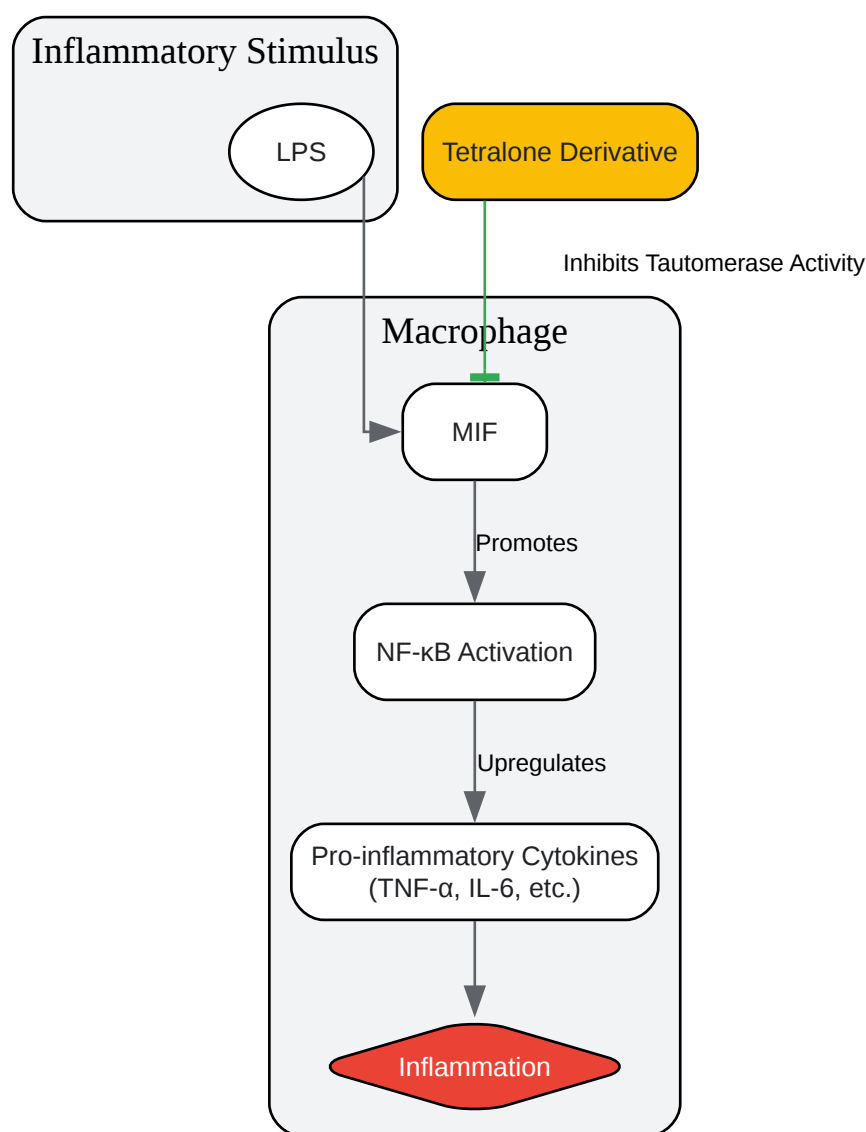 Inflammatory Stimulus
LPS
Tetralone Derivative
Inhibits Tautomerase Activity
Macrophage
MIF
Promotes
NF-κB Activation
Upregulates
Pro-inflammatory Cytokines
(TNF-α, IL-6, etc.)
Inflammation